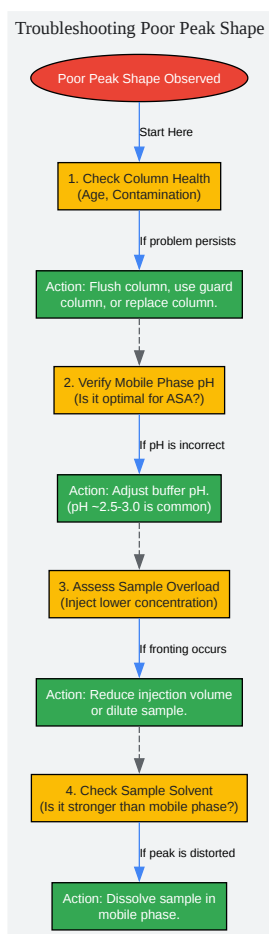 Troubleshooting Poor Peak Shape
Poor Peak Shape Observed
Start Here
1. Check Column Health
(Age, Contamination)
If problem persists
Action: Flush column, use guard
column, or replace column.
2. Verify Mobile Phase pH
(Is it optimal for ASA?)
If pH is incorrect
Action: Adjust buffer pH.
(pH ~2.5-3.0 is common)
3. Assess Sample Overload
(Inject lower concentration)
If fronting occurs
Action: Reduce injection volume
or dilute sample.
4. Check Sample Solvent
(Is it stronger than mobile phase?)
If peak is distorted
Action: Dissolve sample in
mobile phase.